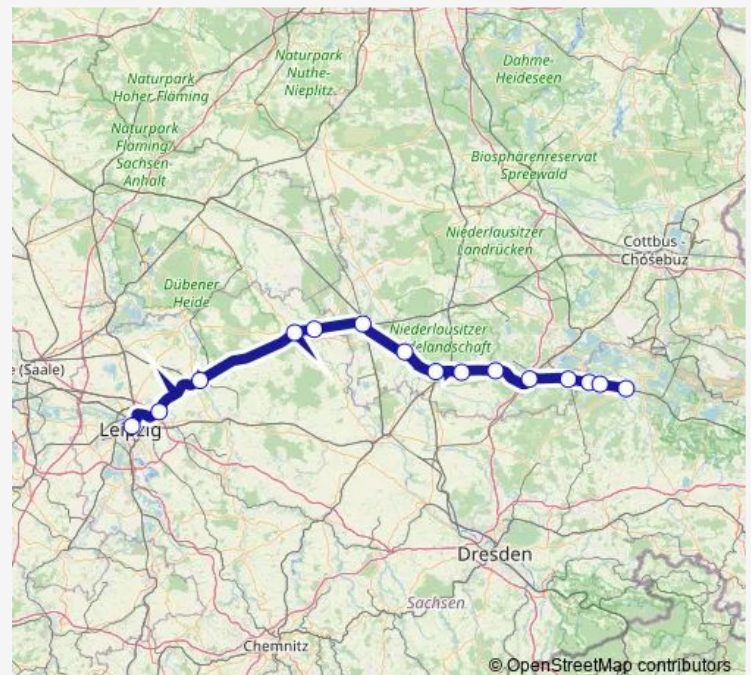 Naturpark
Nuthe-
Nieplitz
Dahme-
Heideseen
Naturpark
Hoher Fläming
Naturpark
Fläming/
Sachsen-
Anhalt
Biosphärenreservat
Spreewald
Niederlausitzer
Landrücken
Cottbus -
Chóśebuz
Dübener
Heide
Niederlausitzer
idelandschaft
e (Saale)
Leipzig
Dresden
Sachsen
Chemnitz
© OpenStreetMap contributors